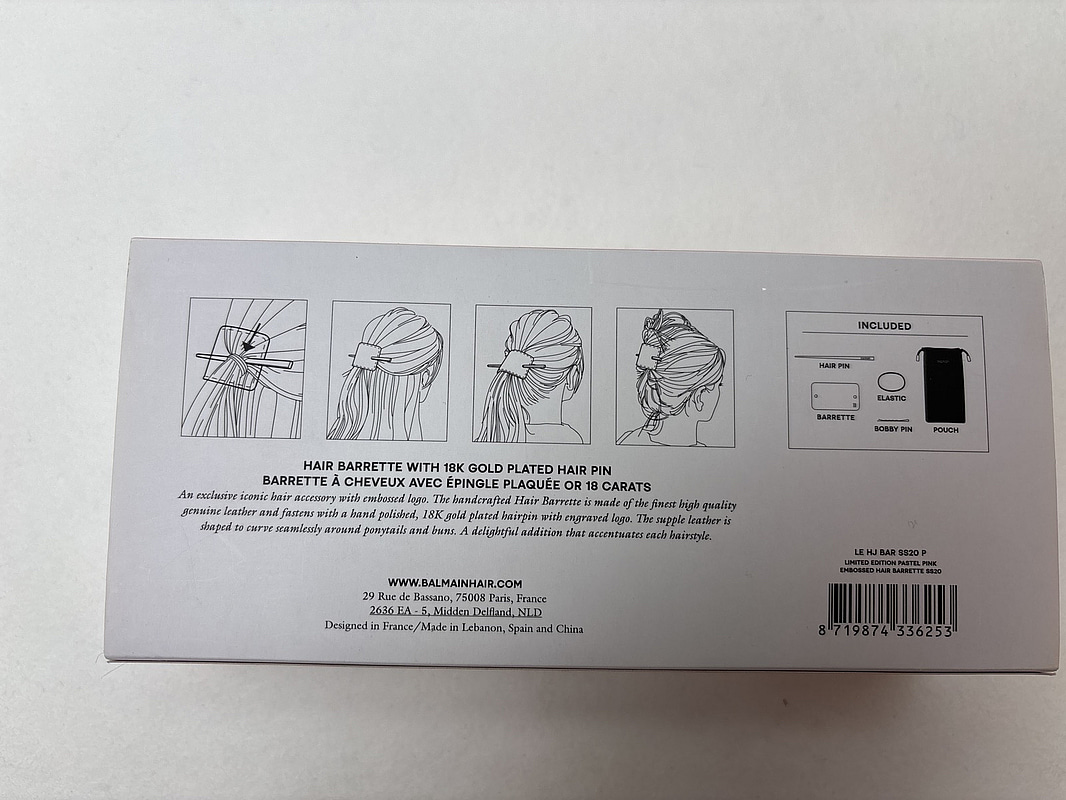 INCLUDED
HAIR PIN
ELASTIC
BARRETTE
BOBBY PIN
POUCH
HAIR BARRETTE WITH 18K GOLD PLATED HAIR PIN
BARRETTE À CHEVEUX AVEC ÉPINGLE PLAQUÉE OR 18 CARATS
An exclusive iconic hair accessory with embossed logo. The handcrafted Hair Barrette is made of the finest high quality
genuine leather and fastens with a hand polished, 18K gold plated hairpin with engraved logo. The supple leather is
shaped to curve seamlessly around ponytails and buns. A delightful addition that accentuates each hairstyle.
WWW.BALMAINHAIR.COM
29 Rue de Bassano, 75008 Paris, France
2636 EA - 5, Midden Delfland, NLD
Designed in France/Made in Lebanon, Spain and China
LE HJ BAR SS20 P
LIMITED EDITION PASTEL PINK
EMBOSSED HAIR BARRETTE SS20
8 719874 336253